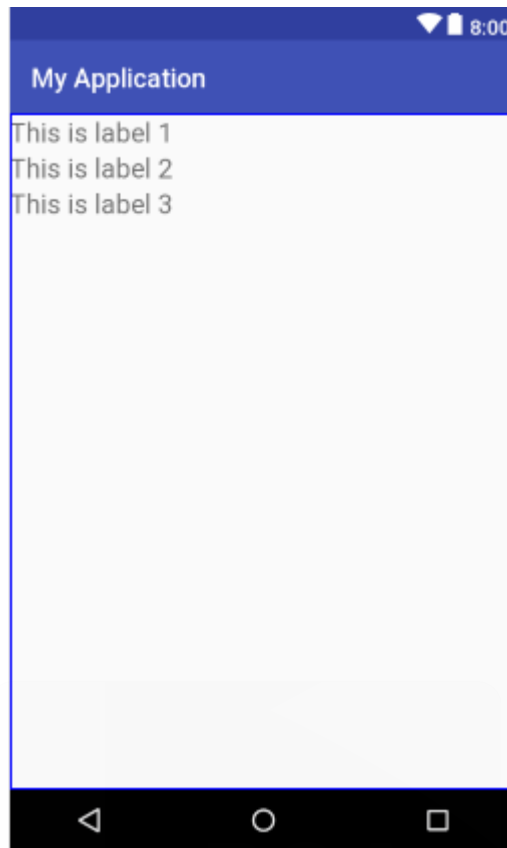 8:00
My Application
This is label 1
This is label 2
This is label 3